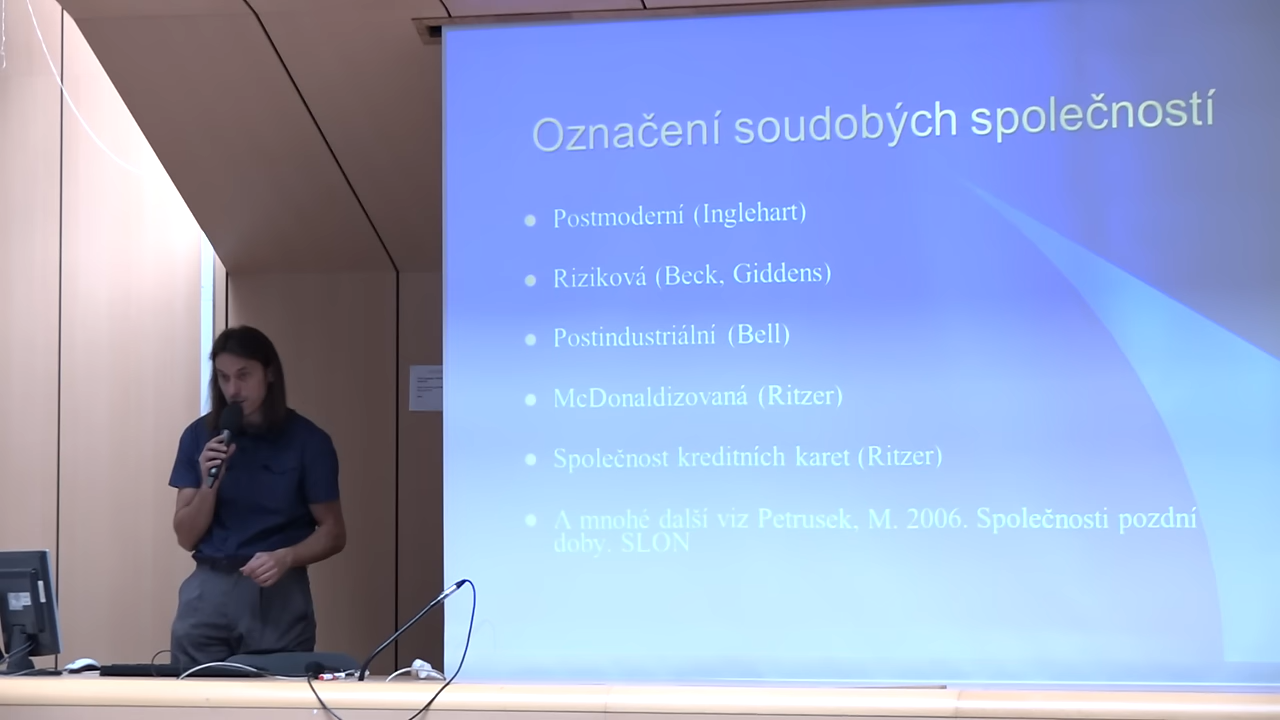 Označení soudobých společností
Postmoderní (Inglehart)
Riziková (Beck, Giddens)
Postindustriální (Bell)
McDonaldizovaná (Ritzer)
Společnost kreditních karet (Ritzer)
A mnohé další viz Petrusek, M. 2006. Společnosti pozdní
doby. SLON